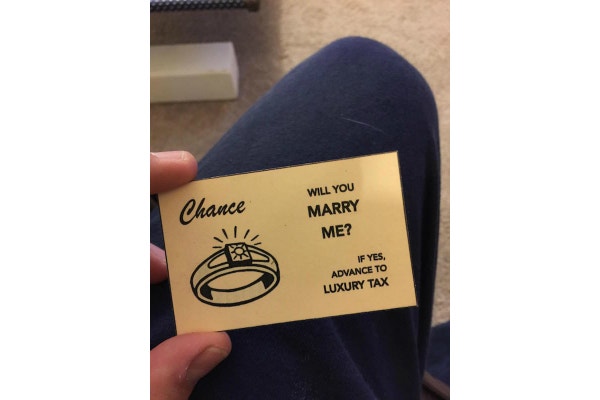 Chance
WILL YOU
MARRY
ME?
IF YES,
ADVANCE TO
LUXURY TAX